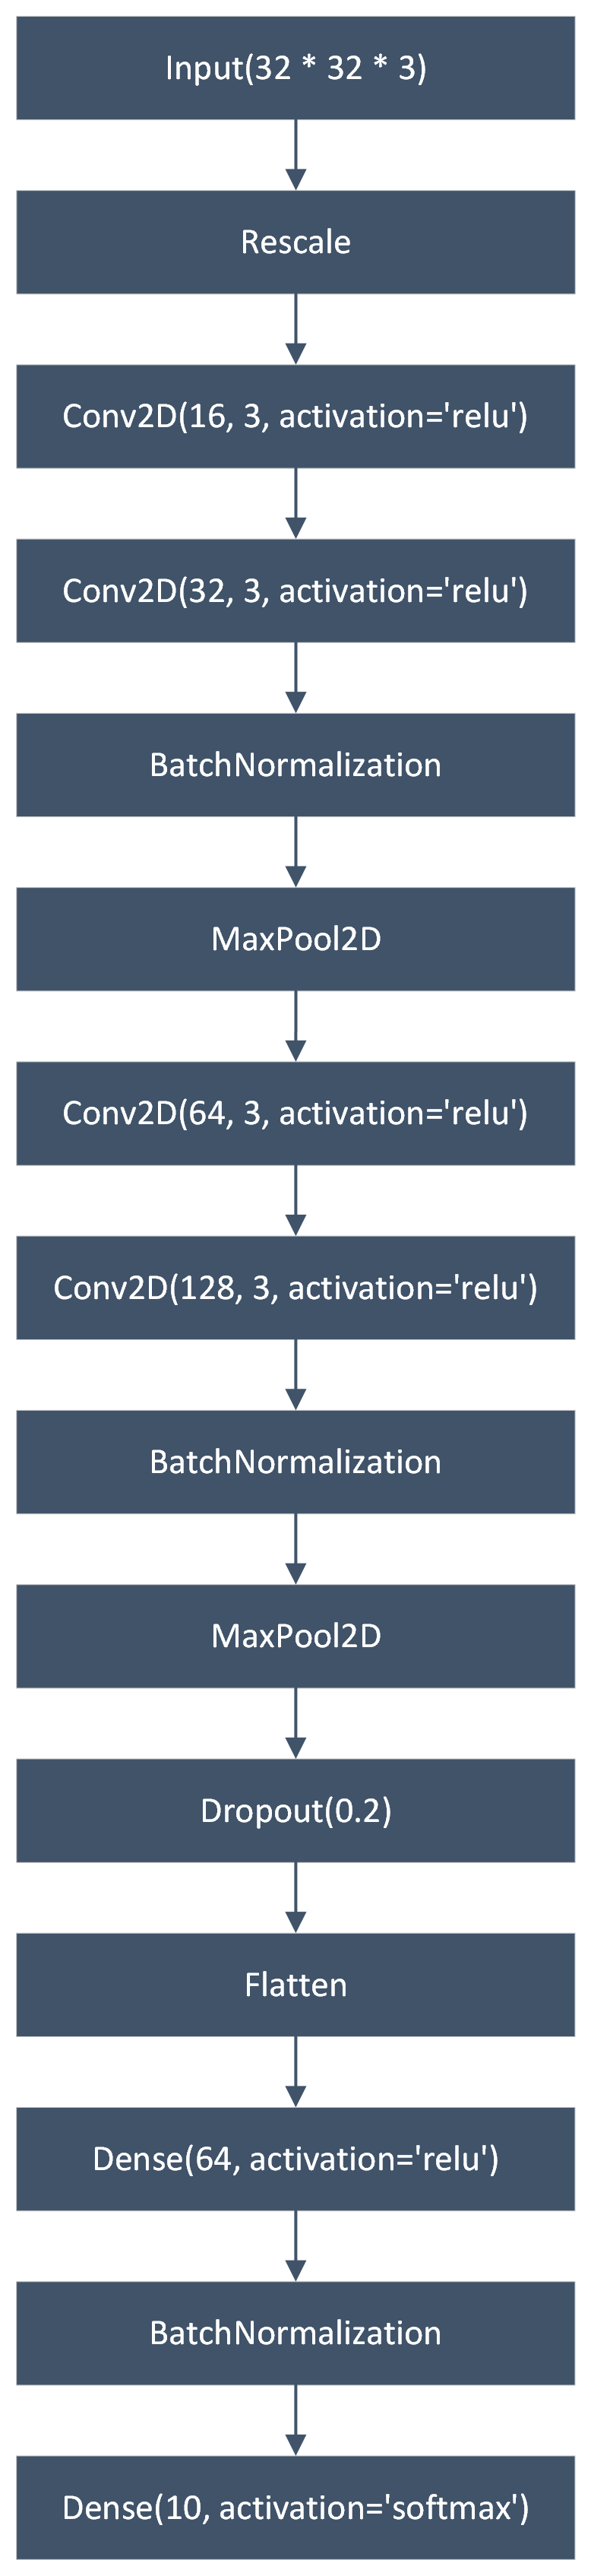 Input(32 * 32 * 3)
Rescale
Conv2D(16, 3, activation='relu')
Conv2D(32, 3, activation='relu')
BatchNormalization
MaxPool2D
Conv2D(64, 3, activation='relu')
Conv2D(128, 3, activation='relu')
BatchNormalization
MaxPool2D
Dropout(0.2)
Flatten
Dense(64, activation='relu')
BatchNormalization
Dense(10, activation='softmax')